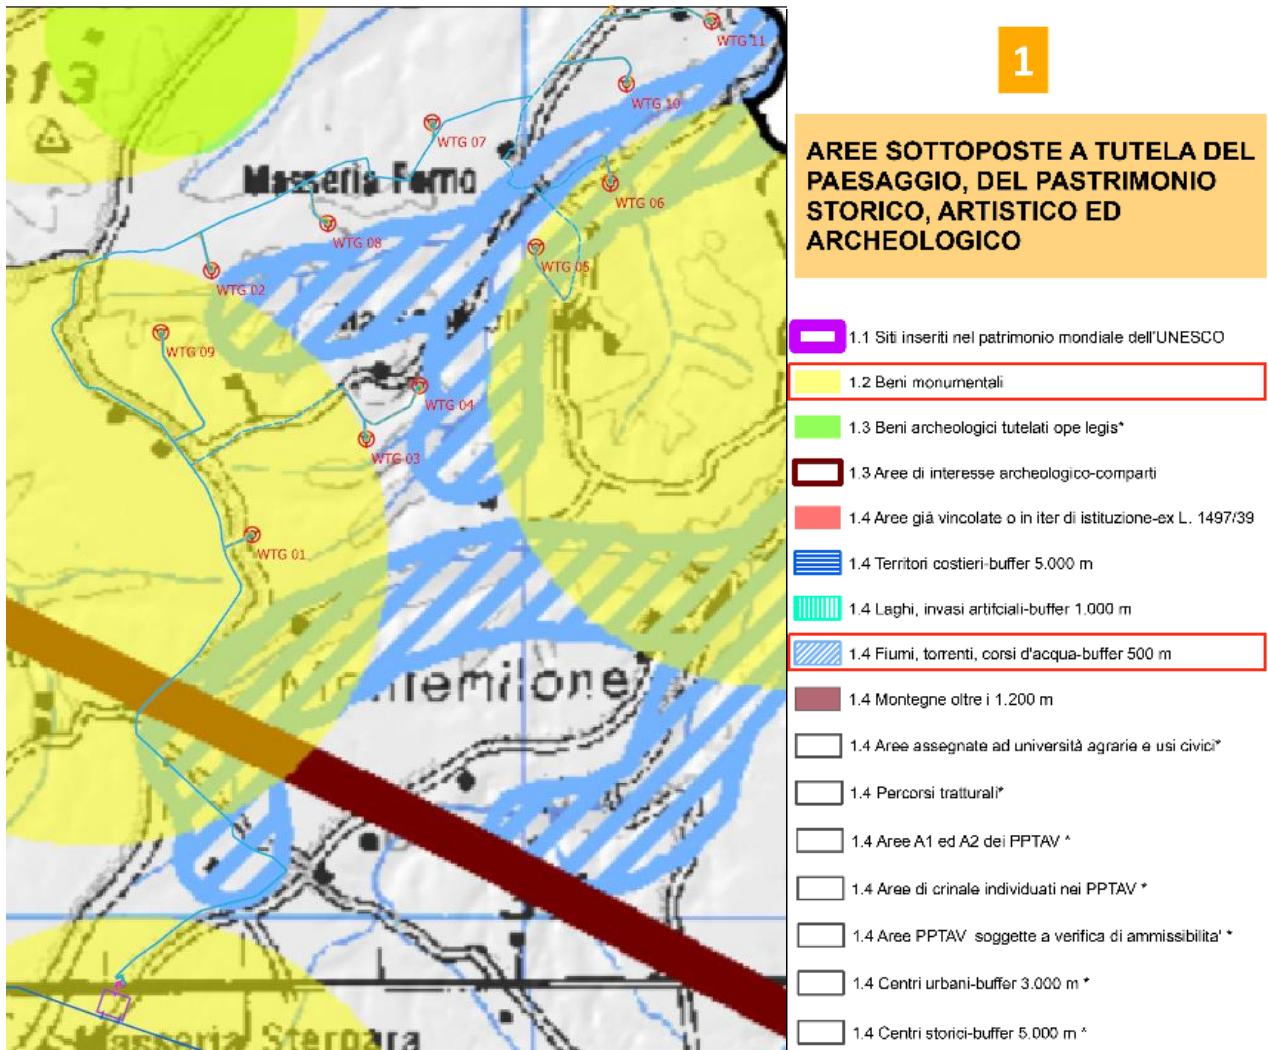 313
WTG 11
WTG 10
WTG 07
Masseria Forno
WTG 06
WTG 08
WTG 05
WTG 02
WTG 09
WTG 04
WTG 03
WTG 01
Masseria Sterpara
1
AREE SOTTOPOSTE A TUTELA DEL
PAESAGGIO, DEL PASTRIMONIO
STORICO, ARTISTICO ED
ARCHEOLOGICO
1.1 Siti inseriti nel patrimonio mondiale dell'UNESCO
1.2 Beni monumentali
1.3 Beni archeologici tutelati ope legis*
1.3 Aree di interesse archeologico-comparti
1.4 Aree già vincolate o in iter di istituzione-ex L. 1497/39
1.4 Territori costieri-buffer 5.000 m
1.4 Laghi, invasi artifciali-buffer 1.000 m
1.4 Fiumi, torrenti, corsi d'acqua-buffer 500 m
1.4 Montegne oltre i 1.200 m
1.4 Aree assegnate ad università agrarie e usi civici*
1.4 Percorsi tratturali*
1.4 Aree A1 ed A2 dei PPTAV *
1.4 Aree di crinale individuati nei PPTAV *
1.4 Aree PPTAV soggette a verifica di ammissibilita' *
1.4 Centri urbani-buffer 3.000 m *
1.4 Centri storici-buffer 5.000 m *